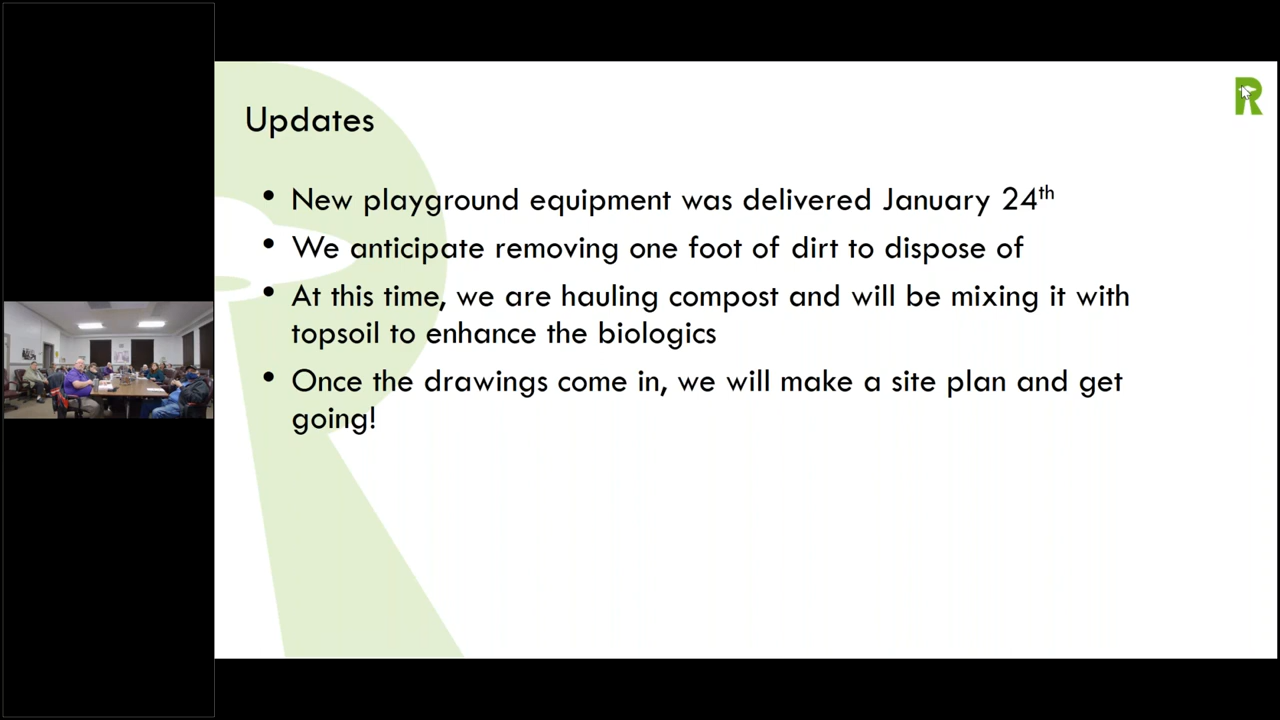 R
Updates
• New playground equipment was delivered January 24th
• We anticipate removing one foot of dirt to dispose of
• At this time, we are hauling compost and will be mixing it with
topsoil to enhance the biologics
• Once the drawings come in, we will make a site plan and get
going!